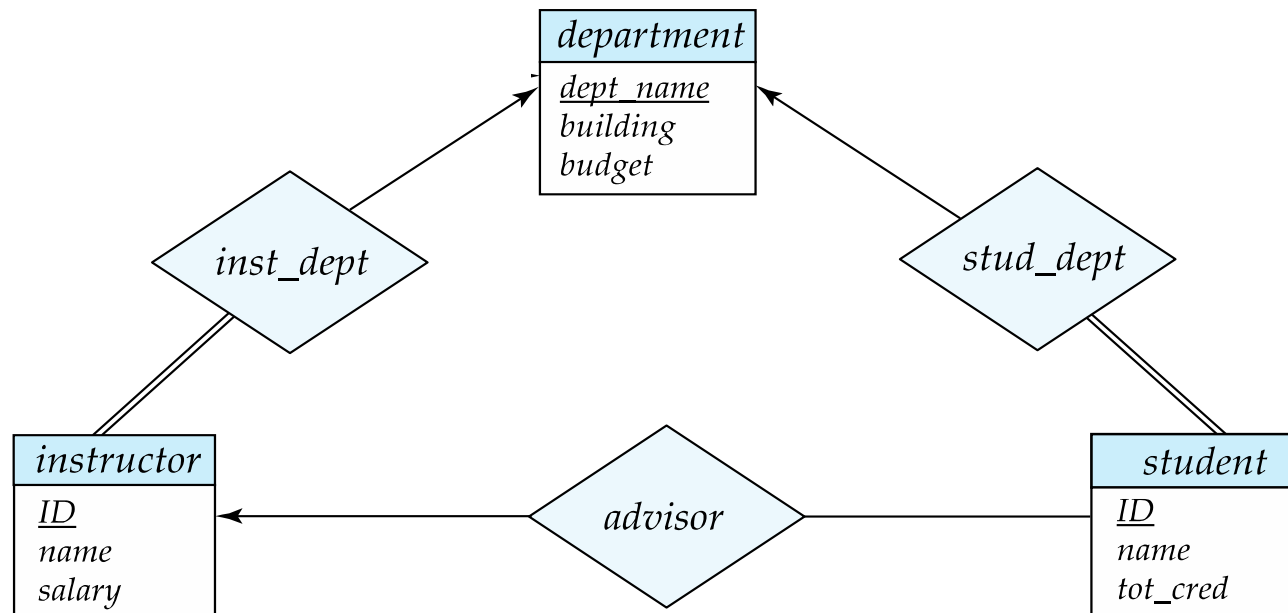 department
dept_name
building
budget
inst_dept
stud_dept
instructor
ID
name
salary
advisor
student
ID
name
tot_cred